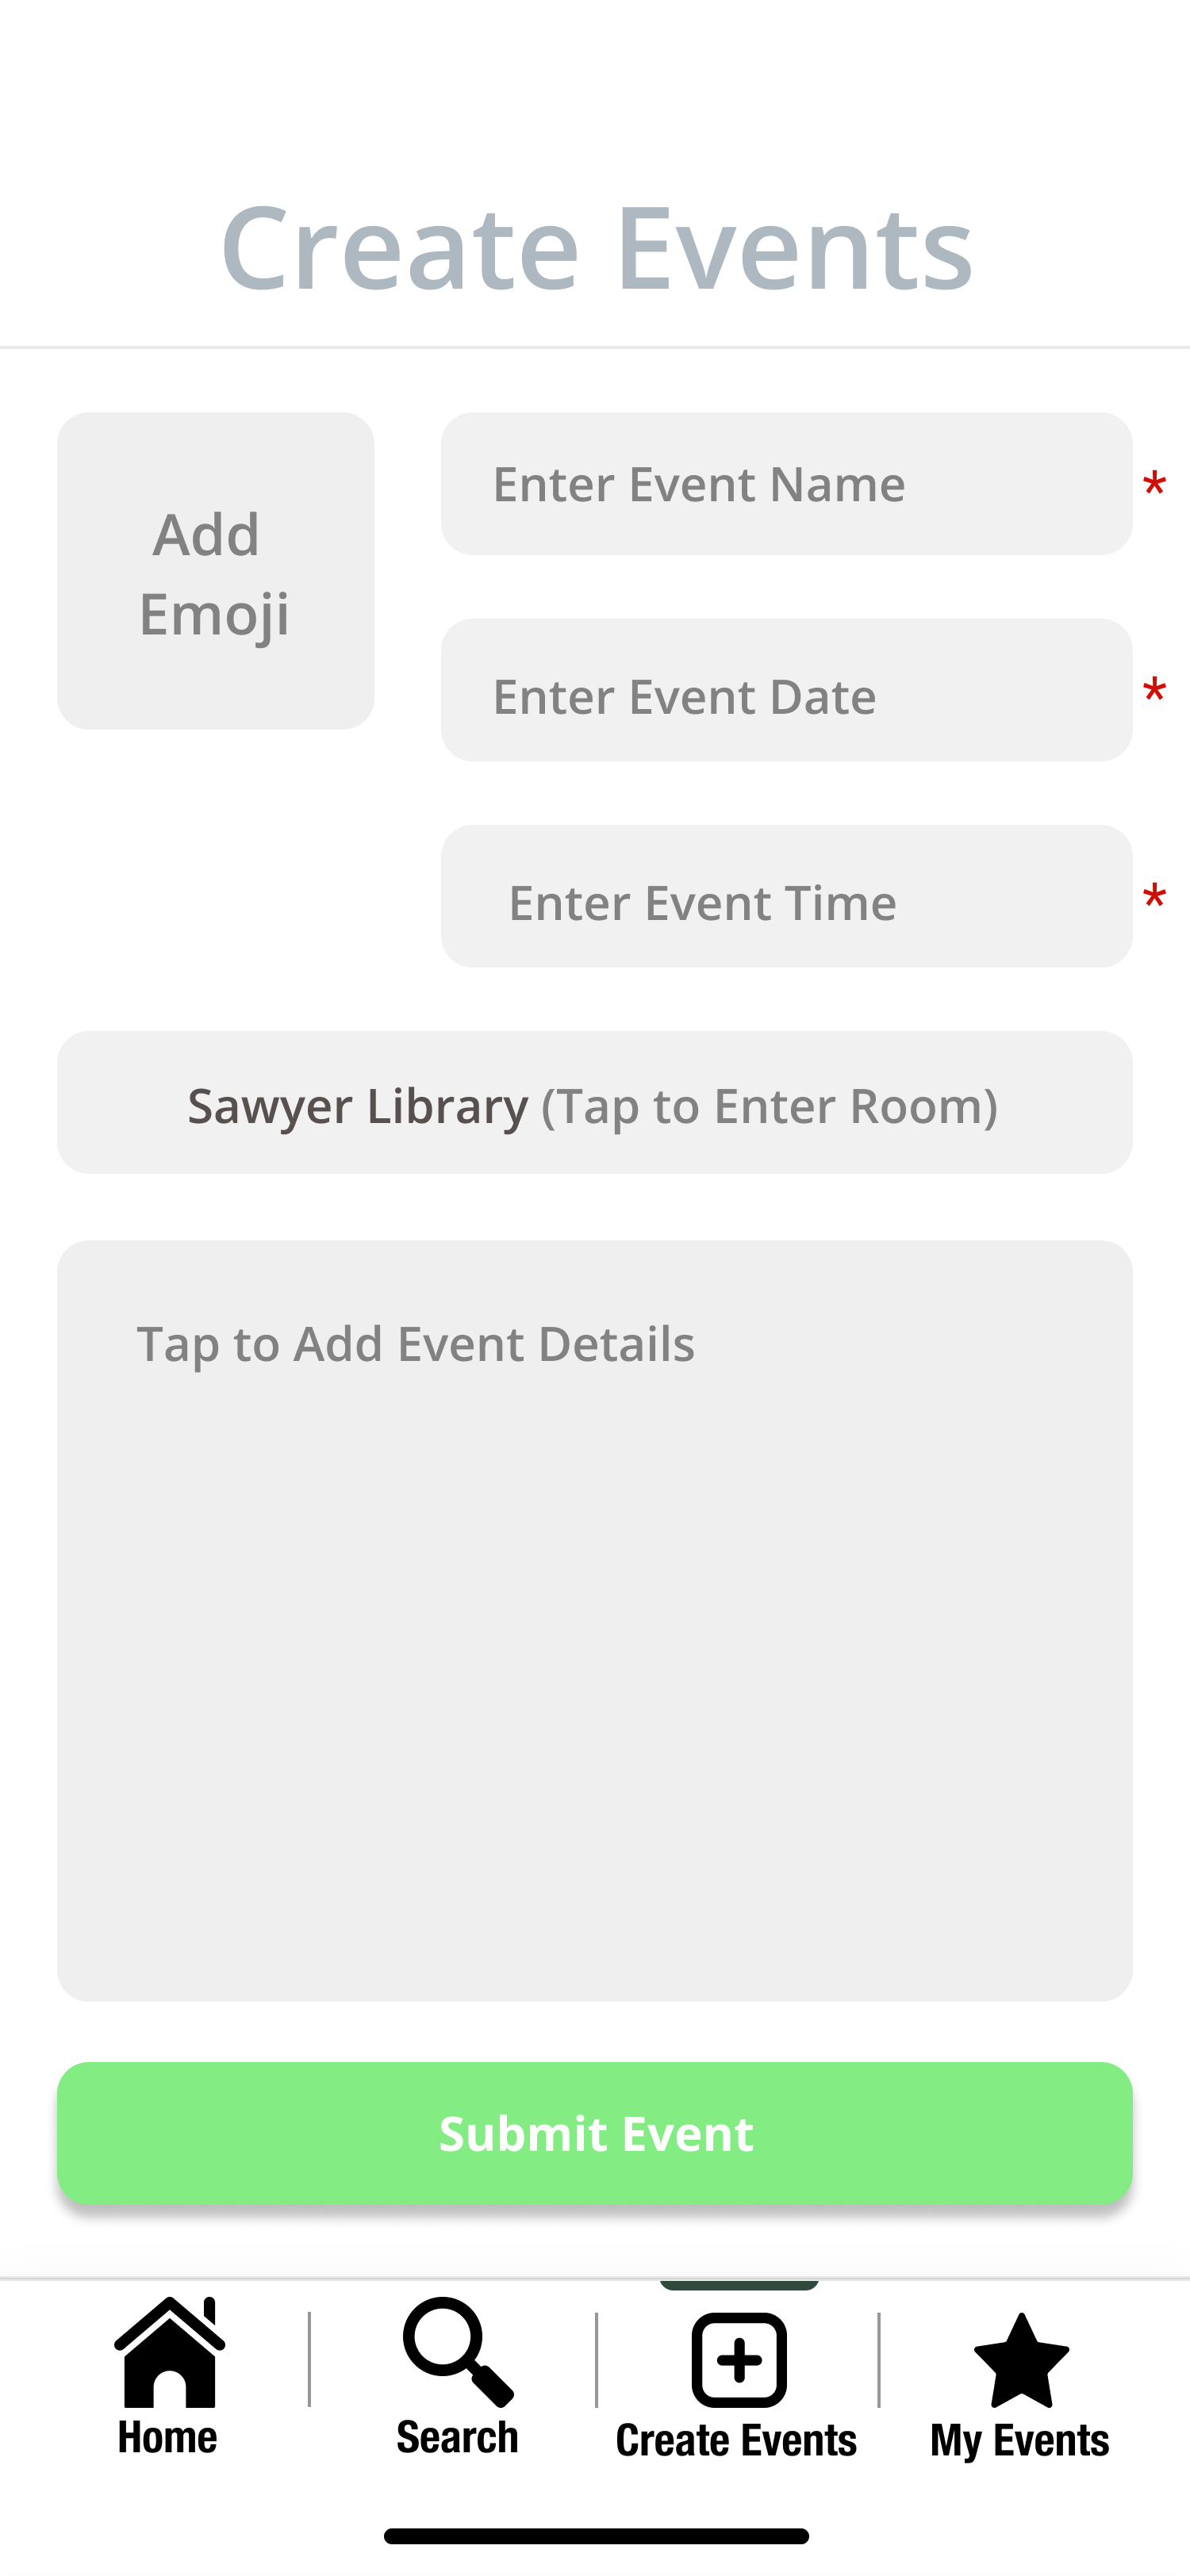 Create Events
Add
Emoji
Enter Event Name *
Enter Event Date *
Enter Event Time *
Sawyer Library (Tap to Enter Room)
Tap to Add Event Details
Submit Event
Home
Search
Create Events
My Events